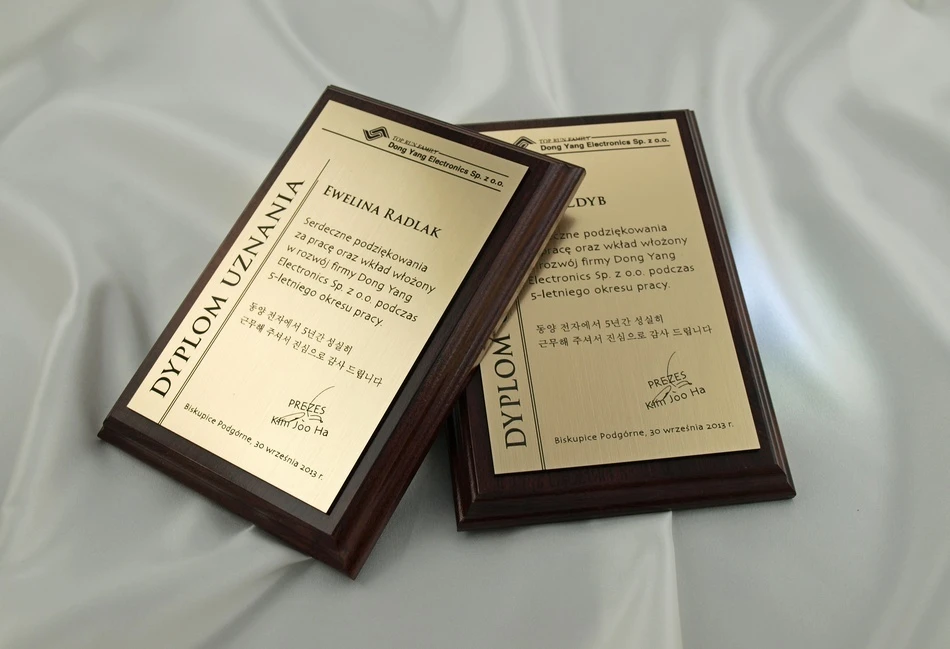 TOP RUN FAMILY
Dong Yang Electronics Sp. z o.o.
DYPLOM UZNANIA
EWELINA RADLAK
Serdeczne podziękowania
za pracę oraz wkład włożony
w rozwój firmy Dong Yang
Electronics Sp. z o.o. podczas
5-letniego okresu pracy.
동양 전자에서 5년간 성실히
근무해 주셔서 진심으로 감사 드립니다
PREZES
Kim Joo Ha
Biskupice Podgórne, 30 września 2013 r.
TOP RUN FAMILY
Dong Yang Electronics Sp. z o.o.
DYPLOM
podziękowania
oraz wkład włożony
rozwój firmy Dong Yang
Electronics Sp. z o.o. podczas
5-letniego okresu pracy.
동양 전자에서 5년간 성실히
근무해 주셔서 진심으로 감사 드립니다
PREZES
Kim Joo Ha
Biskupice Podgórne, 30 września 2013 r.